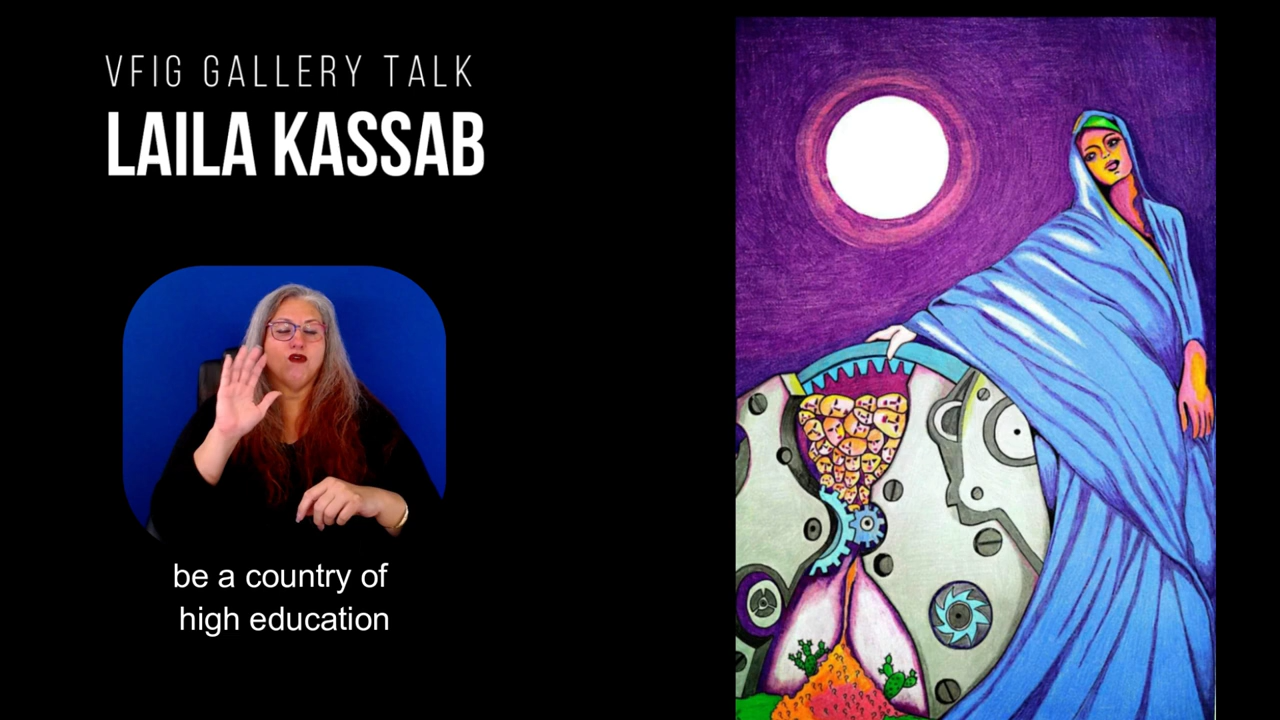 VFIG GALLERY TALK
LAILA KASSAB
be a country of
high education